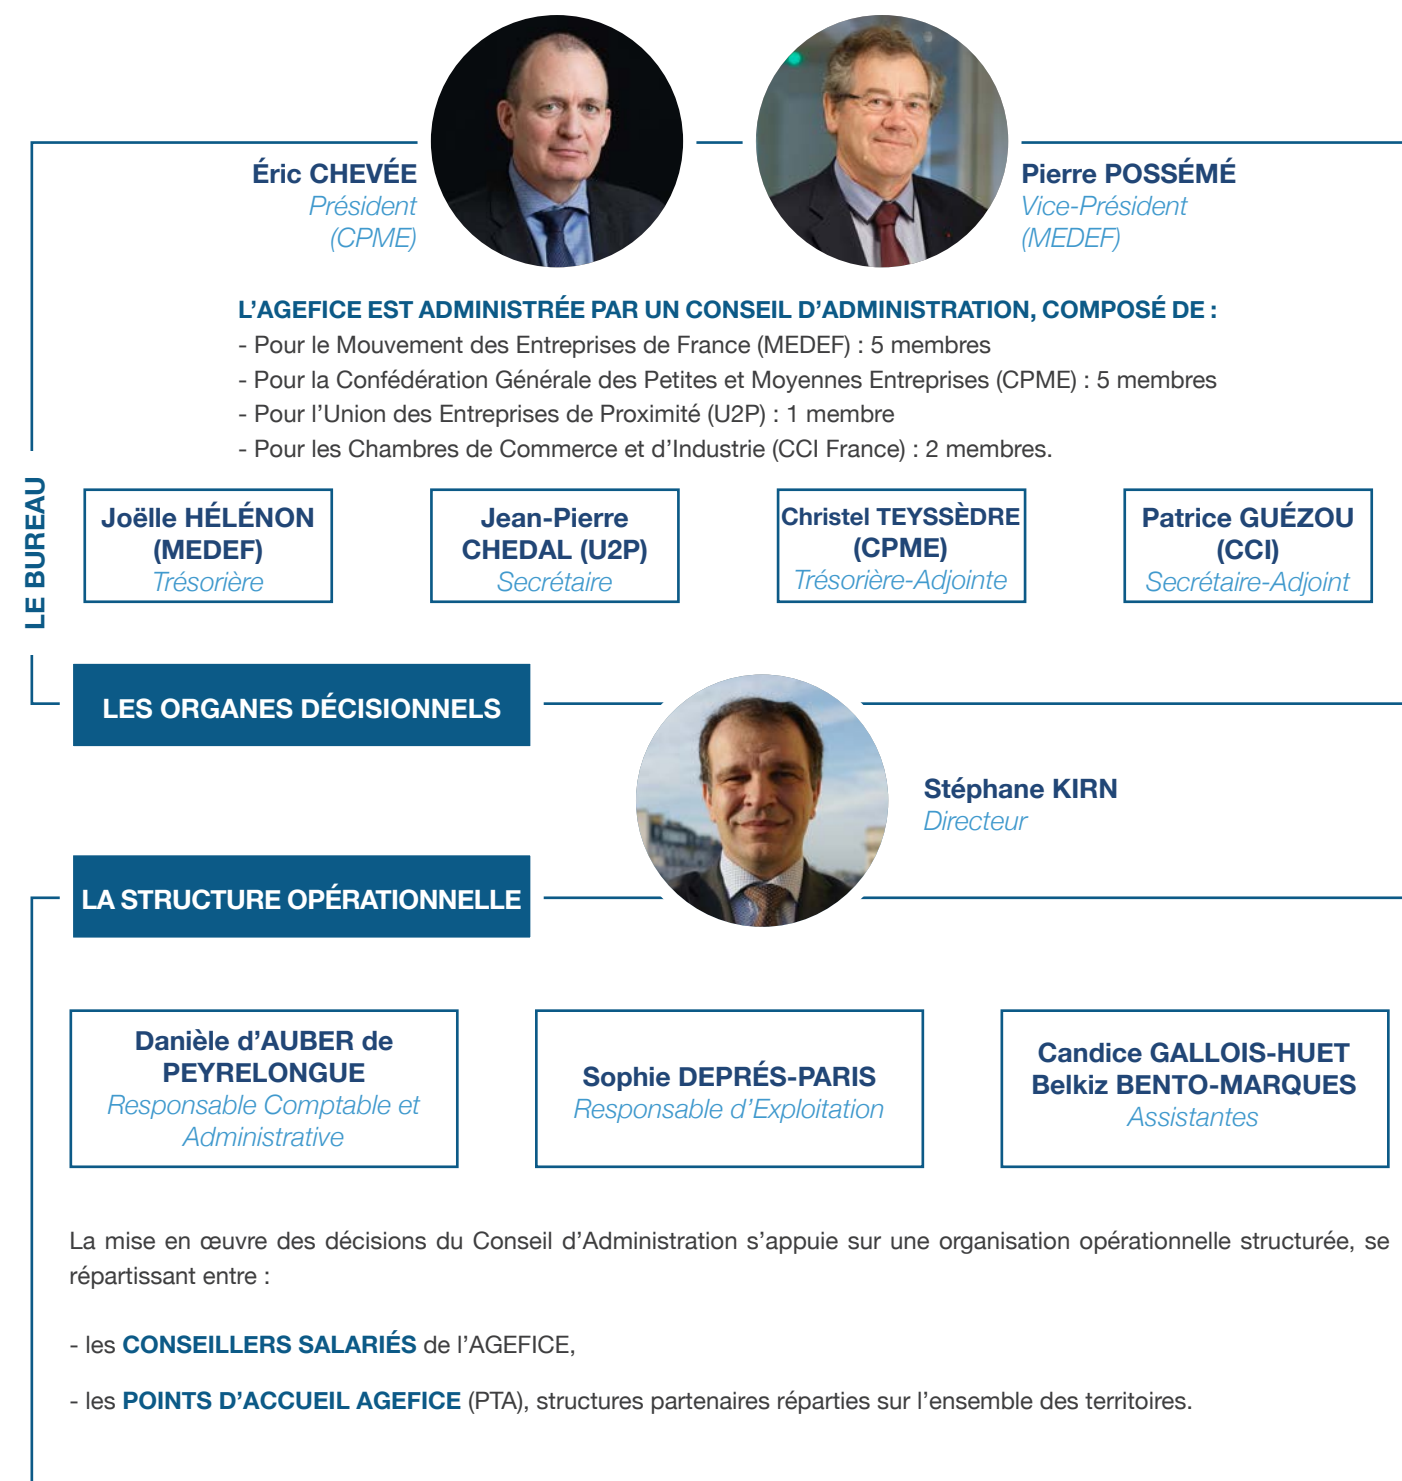 Éric CHEVÉE
Président
(CPME)
Pierre POSSÉMÉ
Vice-Président
(MEDEF)
L’AGEFICE EST ADMINISTRÉE PAR UN CONSEIL D’ADMINISTRATION, COMPOSÉ DE :
- Pour le Mouvement des Entreprises de France (MEDEF) : 5 membres
- Pour la Confédération Générale des Petites et Moyennes Entreprises (CPME) : 5 membres
- Pour l’Union des Entreprises de Proximité (U2P) : 1 membre
- Pour les Chambres de Commerce et d’Industrie (CCI France) : 2 membres.
LE BUREAU
Joëlle HÉLÉNON
(MEDEF)
Trésorière
Jean-Pierre
CHEDAL (U2P)
Secrétaire
Christel TEYSSÈDRE
(CPME)
Trésorière-Adjointe
Patrice GUÉZOU
(CCI)
Secrétaire-Adjoint
LES ORGANES DÉCISIONNELS
Stéphane KIRN
Directeur
LA STRUCTURE OPÉRATIONNELLE
Danièle d’AUBER de
PEYRELONGUE
Responsable Comptable et
Administrative
Sophie DEPRÉS-PARIS
Responsable d’Exploitation
Candice GALLOIS-HUET
Belkiz BENTO-MARQUES
Assistantes
La mise en œuvre des décisions du Conseil d’Administration s’appuie sur une organisation opérationnelle structurée, se
répartissant entre :
- les CONSEILLERS SALARIÉS de l’AGEFICE,
- les POINTS D’ACCUEIL AGEFICE (PTA), structures partenaires réparties sur l’ensemble des territoires.